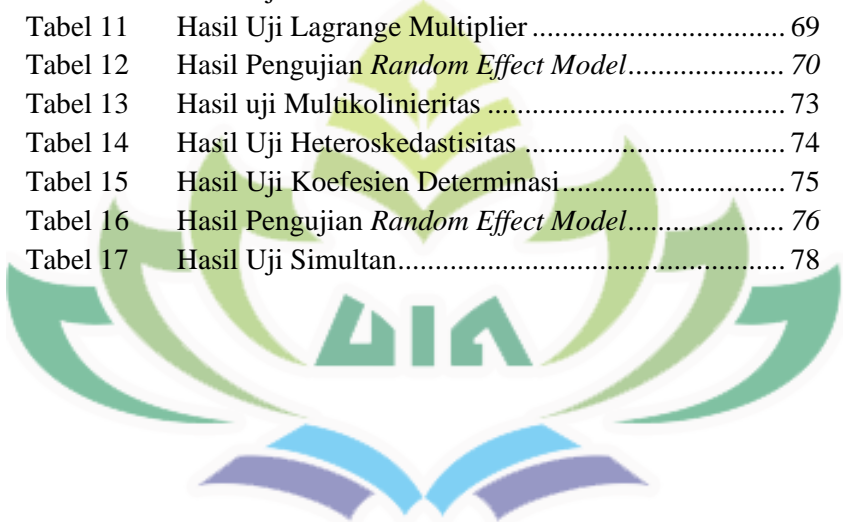 Tabel 11 Hasil Uji Lagrange Multiplier ................................ 69
Tabel 12 Hasil Pengujian Random Effect Model .................... 70
Tabel 13 Hasil uji Multikolinieritas ...................................... 73
Tabel 14 Hasil Uji Heteroskedastisitas ................................. 74
Tabel 15 Hasil Uji Koefesien Determinasi ............................ 75
Tabel 16 Hasil Pengujian Random Effect Model .................... 76
Tabel 17 Hasil Uji Simultan ................................................. 78